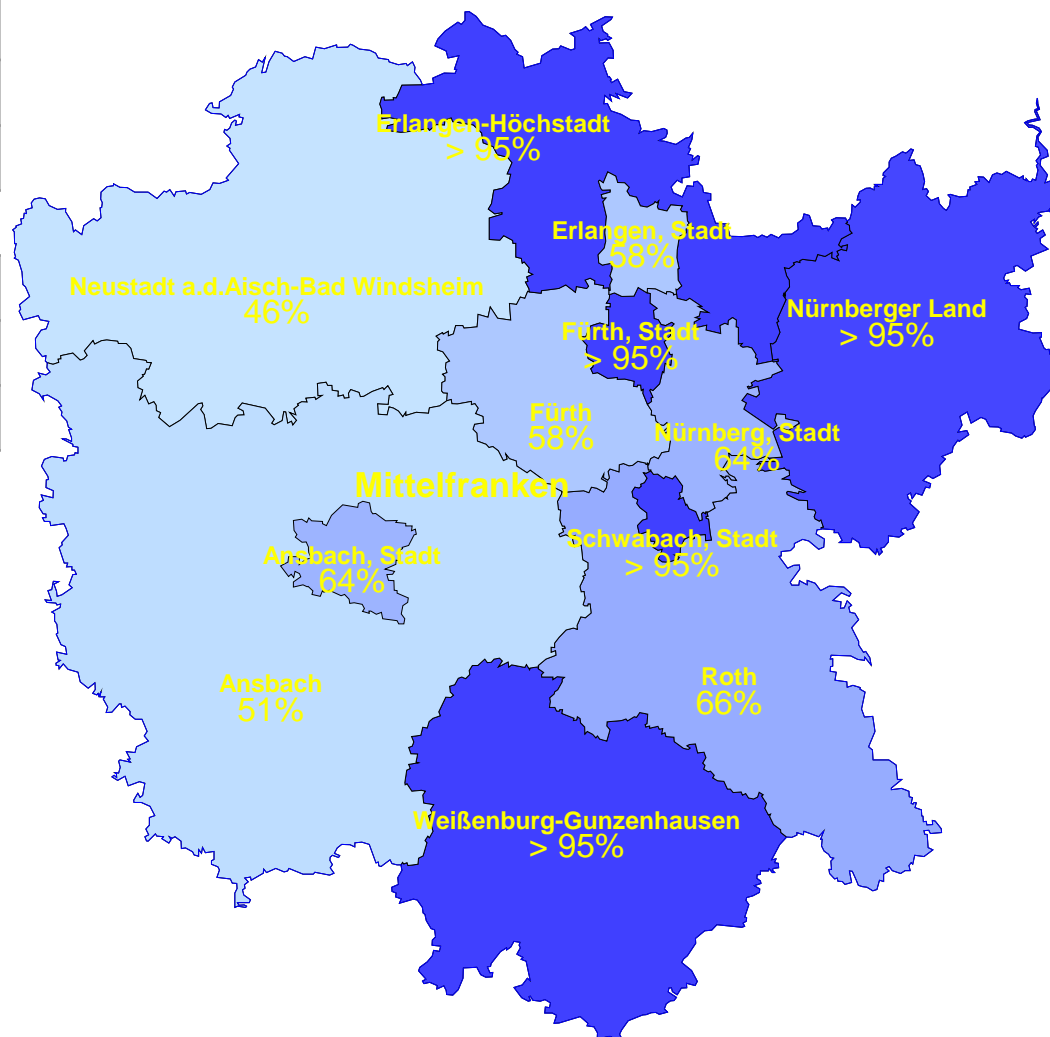 Erlangen-Höchstadt
> 95%
Erlangen, Stadt
58%
Neustadt a.d.Aisch-Bad Windsheim
46%
Nürnberger Land
> 95%
Fürth, Stadt
> 95%
Fürth
58%
Nürnberg, Stadt
64%
Mittelfranken
Ansbach, Stadt
64%
Schwabach, Stadt
> 95%
Ansbach
51%
Roth
66%
Weißenburg-Gunzenhausen
> 95%